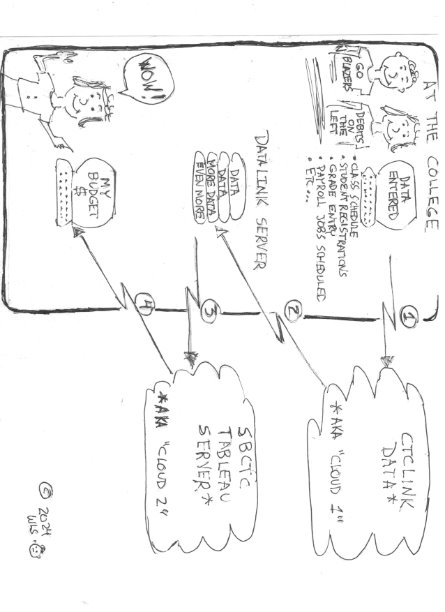 AT THE COLLEGE
GO
BLAZERS
DEBITS
ON
THE
LEFT
DATA
ENTERED
• CLASS SCHEDULE
• STUDENT REGISTRATIONS
• GRADE ENTRY
• PAYROLL JOBS SCHEDULED
• ETC...
1
CTCLINK
DATA*
*AKA "CLOUD 1"
2
DATALINK SERVER
DATA
DATA
MORE DATA
EVEN MORE
3
SBCTC
TABLEAU
SERVER*
*AKA "CLOUD 2"
4
WOW!
MY
BUDGET
$
© 2024
WLS